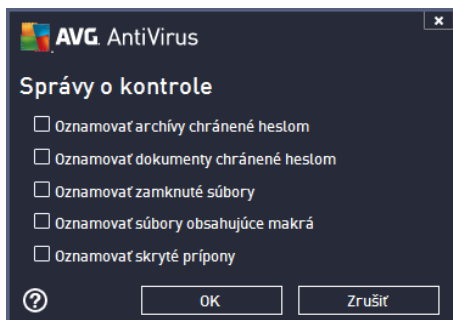 AVG. AntiVirus
Správy o kontrole
Oznamovať archívy chránené heslom
Oznamovať dokumenty chránené heslom
Oznamovať zamknuté súbory
Oznamovať súbory obsahujúce makrá
Oznamovať skryté prípony
OK
Zrušiť